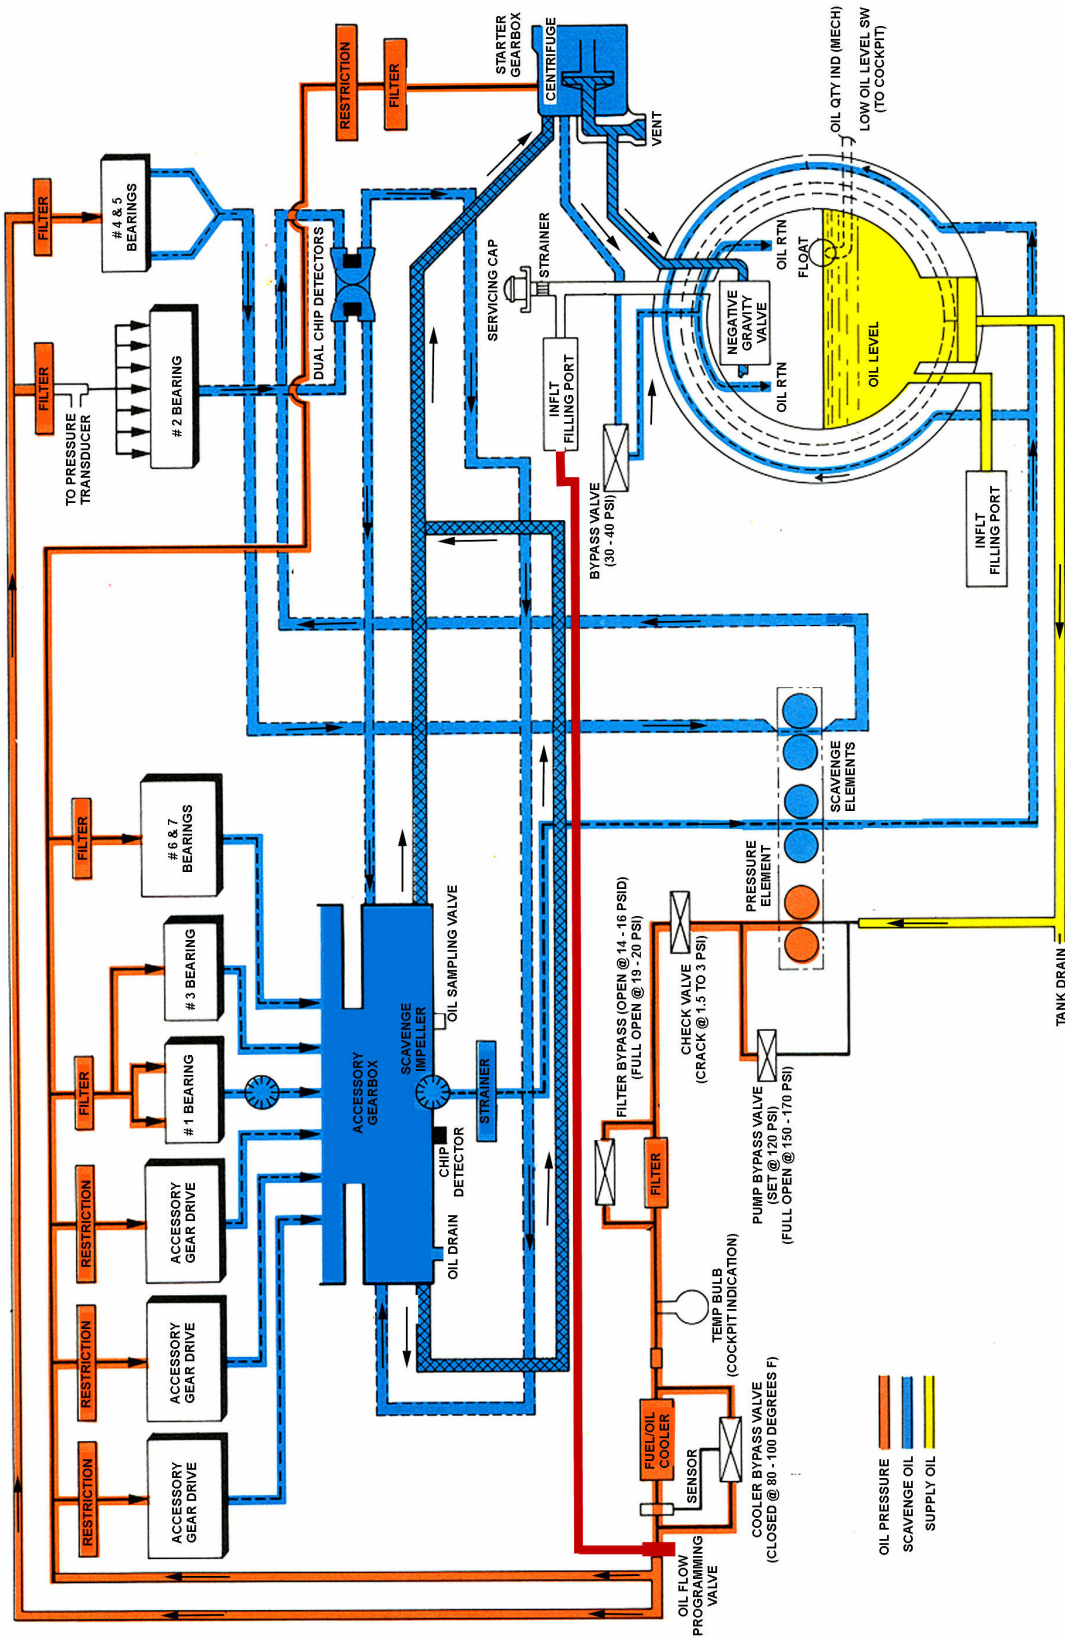 FILTER
# 4 & 5
BEARINGS
FILTER
TO PRESSURE
TRANSDUCER
# 2 BEARING
DUAL CHIP DETECTORS
RESTRICTION
FILTER
STARTER
GEARBOX
CENTRIFUGE
VENT
OIL QTY IND (MECH)
LOW OIL LEVEL SW
(TO COCKPIT)
SERVICING CAP
STRAINER
INFLT
FILLING PORT
BYPASS VALVE
(30 - 40 PSI)
OIL RTN
FLOAT
NEGATIVE
GRAVITY
VALVE
OIL RTN
OIL LEVEL
INFLT
FILLING PORT
FILTER
# 6 & 7
BEARINGS
# 3 BEARING
FILTER
# 1 BEARING
RESTRICTION
ACCESSORY
GEAR DRIVE
RESTRICTION
ACCESSORY
GEAR DRIVE
RESTRICTION
ACCESSORY
GEAR DRIVE
ACCESSORY
GEARBOX
SCAVENGE
IMPELLER
OIL SAMPLING VALVE
STRAINER
CHIP
DETECTOR
OIL DRAIN
SCAVENGE
ELEMENTS
PRESSURE
ELEMENT
FILTER BYPASS (OPEN @ 14 - 16 PSID)
(FULL OPEN @ 19 - 20 PSI)
CHECK VALVE
(CRACK @ 1.5 TO 3 PSI)
FILTER
PUMP BYPASS VALVE
(SET @ 120 PSI)
(FULL OPEN @ 150 - 170 PSI)
TANK DRAIN
TEMP BULB
(COCKPIT INDICATION)
FUEL/OIL
COOLER
SENSOR
COOLER BYPASS VALVE
(CLOSED @ 80 - 100 DEGREES F)
OIL FLOW
PROGRAMMING
VALVE
OIL PRESSURE
SCAVENGE OIL
SUPPLY OIL